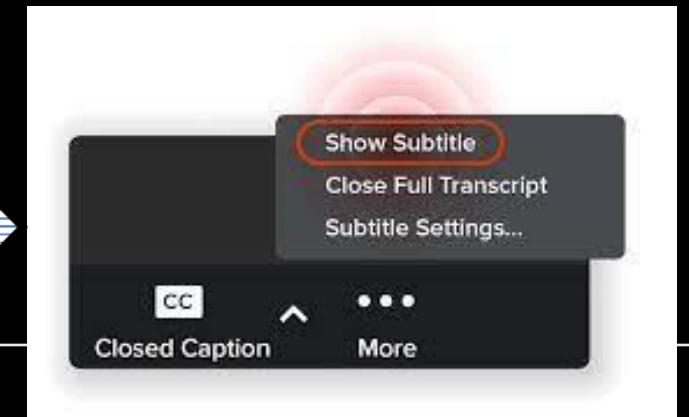 Show Subtitle
Close Full Transcript
Subtitle Settings...
CC
Closed Caption
More